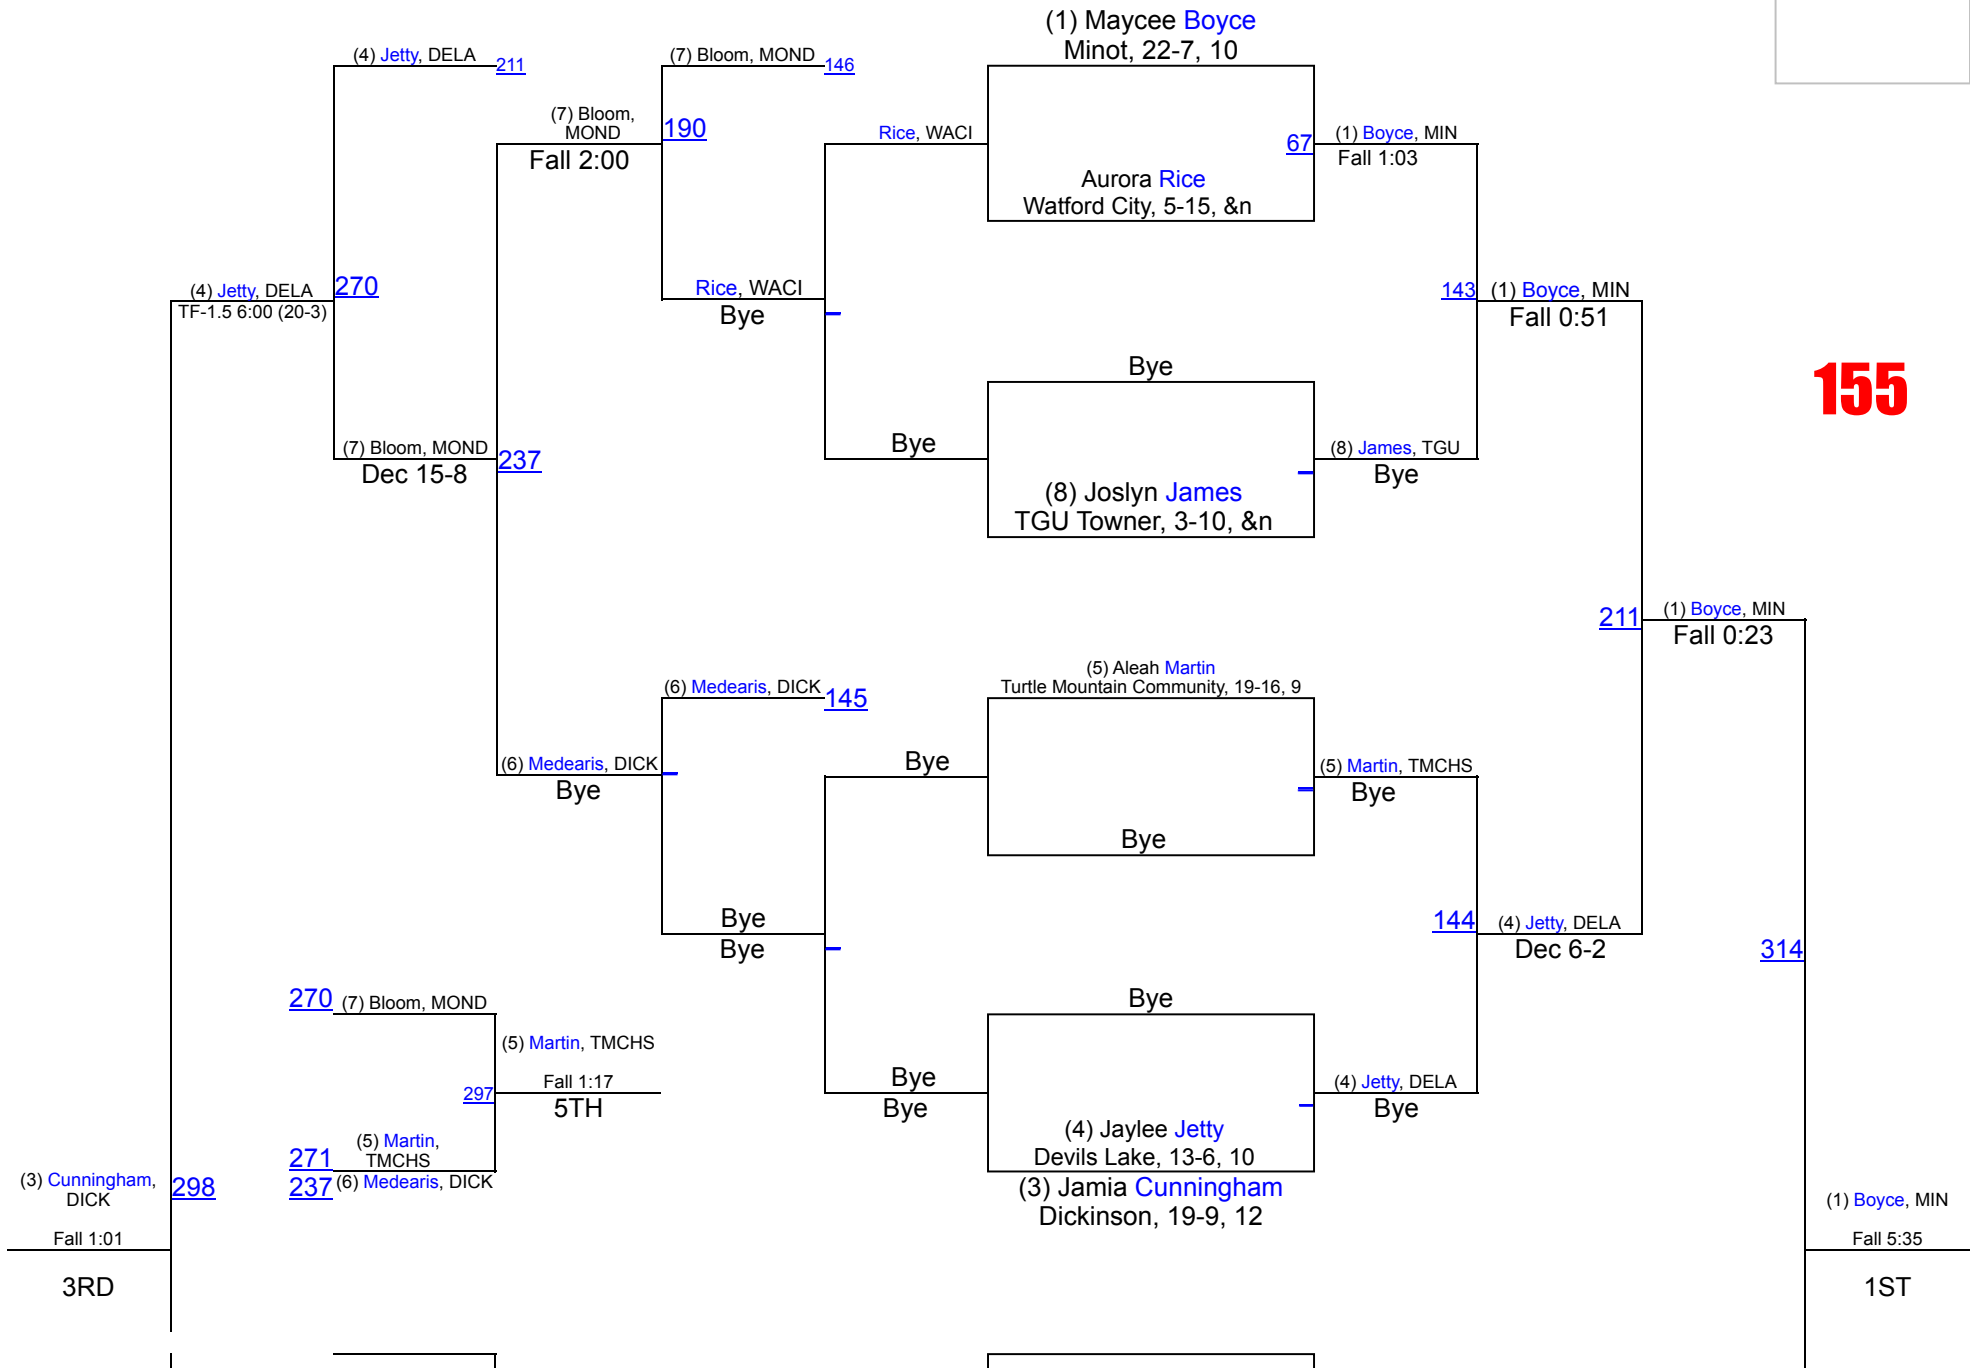 (1) Maycee Boyce
Minot, 22-7, 10
(4) Jetty, DELA 211
(7) Bloom, MOND 146
(7) Bloom,
MOND
190
Fall 2:00
Rice, WACI
67
(1) Boyce, MIN
Fall 1:03
Aurora Rice
Watford City, 5-15, &n
(4) Jetty, DELA
270
TF-1.5 6:00 (20-3)
Rice, WACI
Bye
143
(1) Boyce, MIN
Fall 0:51
Bye
155
(7) Bloom, MOND
237
Dec 15-8
Bye
(8) James, TGU
Bye
(8) Joslyn James
TGU Towner, 3-10, &n
211
(1) Boyce, MIN
Fall 0:23
(6) Medearis, DICK
145
(5) Aleah Martin
Turtle Mountain Community, 19-16, 9
(6) Medearis, DICK
Bye
Bye
(5) Martin, TMCHS
Bye
Bye
Bye
Bye
144
(4) Jetty, DELA
Dec 6-2
314
270
(7) Bloom, MOND
Bye
(5) Martin, TMCHS
297
Fall 1:17
5TH
Bye
Bye
(4) Jetty, DELA
Bye
(4) Jaylee Jetty
Devils Lake, 13-6, 10
271
(5) Martin,
TMCHS
237
(6) Medearis, DICK
(3) Cunningham,
DICK
298
Fall 1:01
3RD
(3) Jamia Cunningham
Dickinson, 19-9, 12
(1) Boyce, MIN
Fall 5:35
1ST